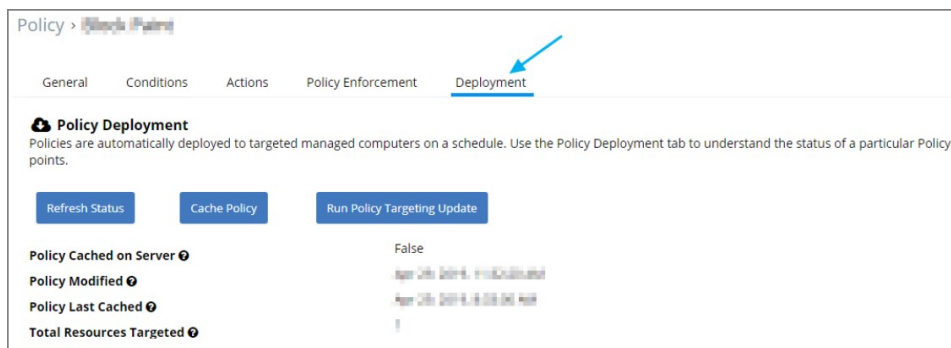 Policy ›
General Conditions Actions Policy Enforcement Deployment
Policy Deployment
Policies are automatically deployed to targeted managed computers on a schedule. Use the Policy Deployment tab to understand the status of a particular Policy
points.
Refresh Status Cache Policy Run Policy Targeting Update
Policy Cached on Server False
Policy Modified
Policy Last Cached
Total Resources Targeted